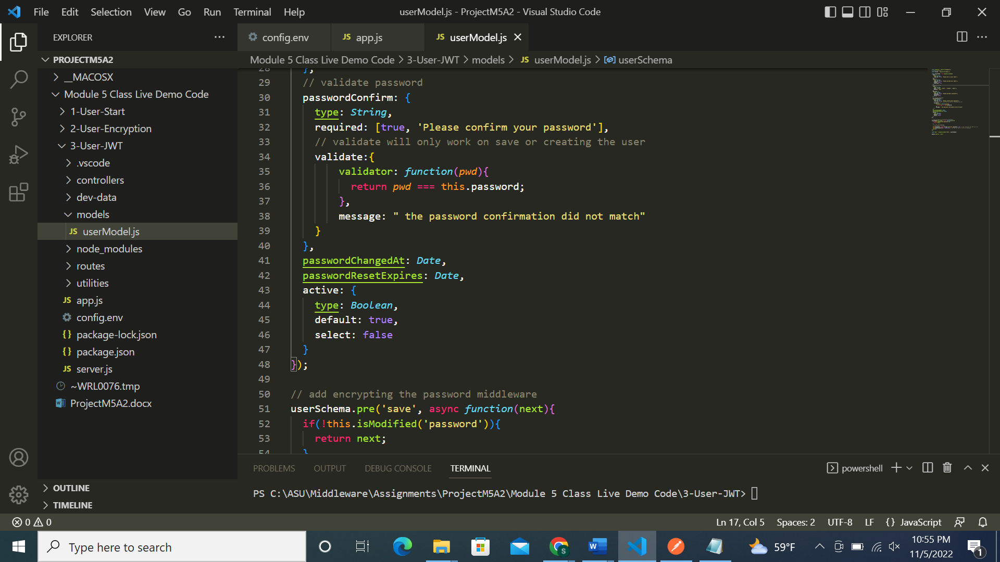 File Edit Selection View Go Run Terminal Help
userModel.js - ProjectM5A2 - Visual Studio Code
EXPLORER
config.env
JS app.js
JS userModel.js
PROJECTM5A2
__MACOSX
Module 5 Class Live Demo Code
1-User-Start
2-User-Encryption
3-User-JWT
.vscode
controllers
dev-data
models
JS userModel.js
node_modules
routes
utilities
JS app.js
config.env
{} package-lock.json
{} package.json
JS server.js
~WRL0076.tmp
ProjectM5A2.docx
OUTLINE
TIMELINE
Module 5 Class Live Demo Code > 3-User-JWT > models > JS userModel.js > userSchema
28 },
29 // validate password
30 passwordConfirm: {
31 type: String,
32 required: [true, 'Please confirm your password'],
33 // validate will only work on save or creating the user
34 validate:{
35 validator: function(pwd){
36 return pwd === this.password;
37 },
38 message: " the password confirmation did not match"
39 }
40 },
41 passwordChangedAt: Date,
42 passwordResetExpires: Date,
43 active: {
44 type: Boolean,
45 default: true,
46 select: false
47 }
48 });
49
50 // add encrypting the password middleware
51 userSchema.pre('save', async function(next){
52 if(!this.isModified('password')){
53 return next;
54 }
PROBLEMS OUTPUT DEBUG CONSOLE TERMINAL
powershell
PS C:\ASU\Middleware\Assignments\ProjectM5A2\Module 5 Class Live Demo Code\3-User-JWT>
0 0
Ln 17, Col 5 Spaces: 2 UTF-8 LF {} JavaScript
Type here to search
S
W
59°F
10:55 PM
11/5/2022
1